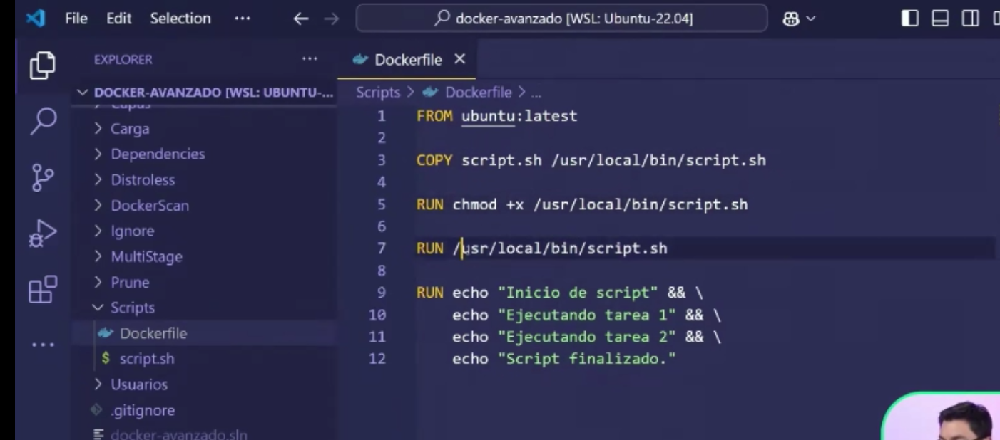 File Edit Selection ··· docker-avanzado [WSL: Ubuntu-22.04]
EXPLORER ···
DOCKER-AVANZADO [WSL: UBUNTU-...
Carga
Dependencies
Distroless
DockerScan
Ignore
MultiStage
Prune
Scripts
Dockerfile
$ script.sh
Usuarios
.gitignore
docker-avanzado.sln
Dockerfile
Scripts > Dockerfile > ...
1 FROM ubuntu:latest
2
3 COPY script.sh /usr/local/bin/script.sh
4
5 RUN chmod +x /usr/local/bin/script.sh
6
7 RUN /usr/local/bin/script.sh
8
9 RUN echo "Inicio de script" && \
10 echo "Ejecutando tarea 1" && \
11 echo "Ejecutando tarea 2" && \
12 echo "Script finalizado."